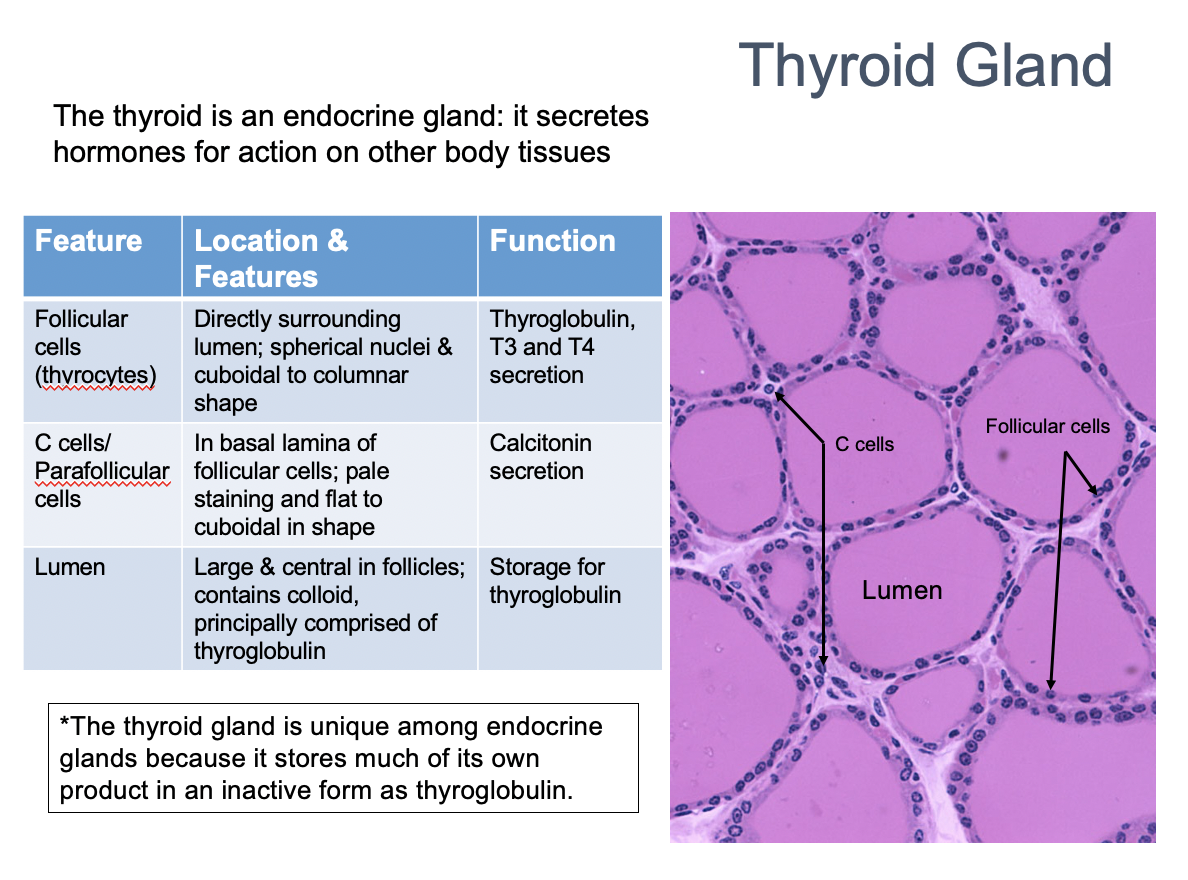 Thyroid Gland
The thyroid is an endocrine gland: it secretes
hormones for action on other body tissues
Feature
Location &
Features
Function
Follicular
cells
(thyrocytes)
Directly surrounding
lumen; spherical nuclei &
cuboidal to columnar
shape
Thyroglobulin,
T3 and T4
secretion
C cells/
Parafollicular
cells
In basal lamina of
follicular cells; pale
staining and flat to
cuboidal in shape
Calcitonin
secretion
Lumen
Large & central in follicles;
contains colloid,
principally comprised of
thyroglobulin
Storage for
thyroglobulin
*The thyroid gland is unique among endocrine
glands because it stores much of its own
product in an inactive form as thyroglobulin.
Follicular cells
C cells
Lumen